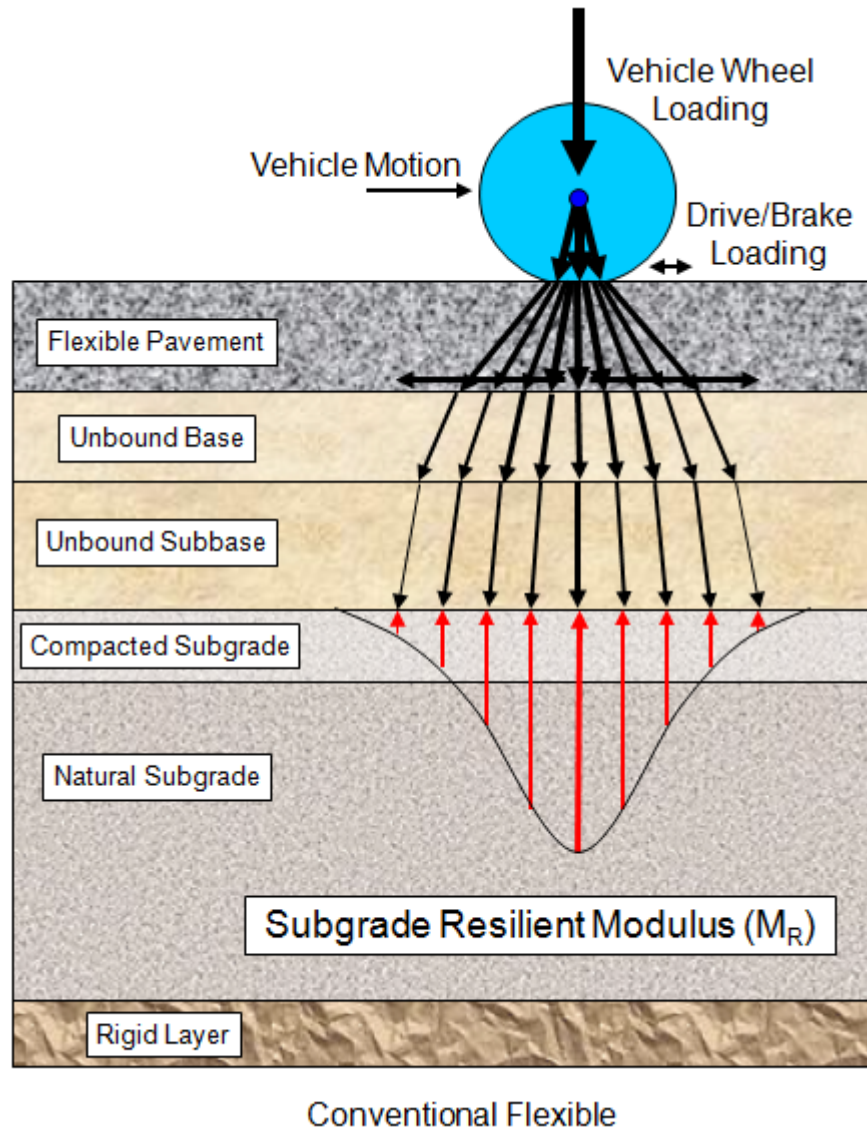 Vehicle Wheel
Loading
Vehicle Motion
Drive/Brake
Loading
Flexible Pavement
Unbound Base
Unbound Subbase
Compacted Subgrade
Natural Subgrade
Subgrade Resilient Modulus (MR)
Rigid Layer
Conventional Flexible